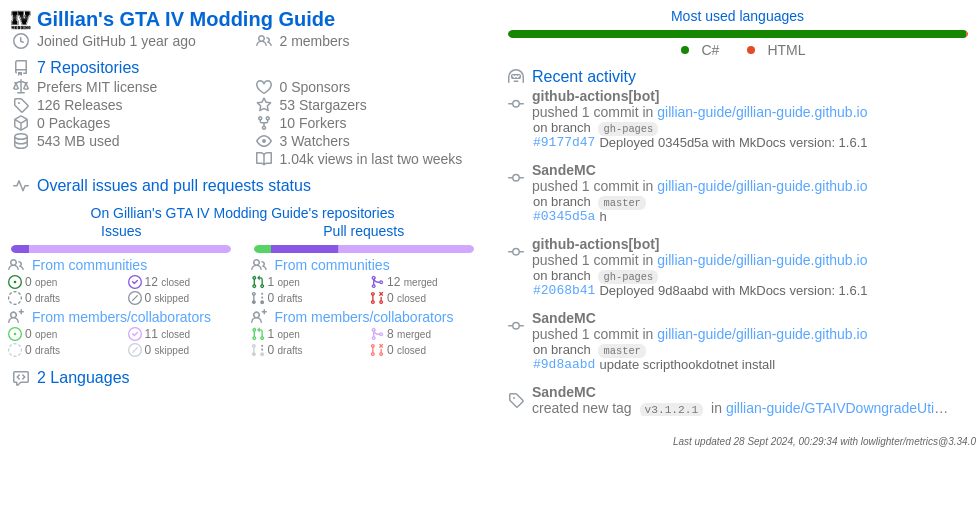 Gillian's GTA IV Modding Guide
Joined GitHub 1 year ago
2 members
7 Repositories
Prefers MIT license
126 Releases
0 Packages
543 MB used
0 Sponsors
53 Stargazers
10 Forkers
3 Watchers
1.04k views in last two weeks
Overall issues and pull requests status
On Gillian's GTA IV Modding Guide's repositories
Issues
From communities
0 open
12 closed
0 drafts
0 skipped
From members/collaborators
0 open
11 closed
0 drafts
0 skipped
Pull requests
From communities
1 open
12 merged
0 drafts
0 closed
From members/collaborators
1 open
8 merged
0 drafts
0 closed
2 Languages
Most used languages
C# HTML
Recent activity
github-actions[bot]
pushed 1 commit in gillian-guide/gillian-guide.github.io
on branch gh-pages
#9177d47 Deployed 0345d5a with MkDocs version: 1.6.1
SandeMC
pushed 1 commit in gillian-guide/gillian-guide.github.io
on branch master
#0345d5a h
github-actions[bot]
pushed 1 commit in gillian-guide/gillian-guide.github.io
on branch gh-pages
#2068b41 Deployed 9d8aabd with MkDocs version: 1.6.1
SandeMC
pushed 1 commit in gillian-guide/gillian-guide.github.io
on branch master
#9d8aabd update scripthookdotnet install
SandeMC
created new tag v3.1.2.1 in gillian-guide/GTAIVDowngradeUti…
Last updated 28 Sept 2024, 00:29:34 with lowlighter/metrics@3.34.0